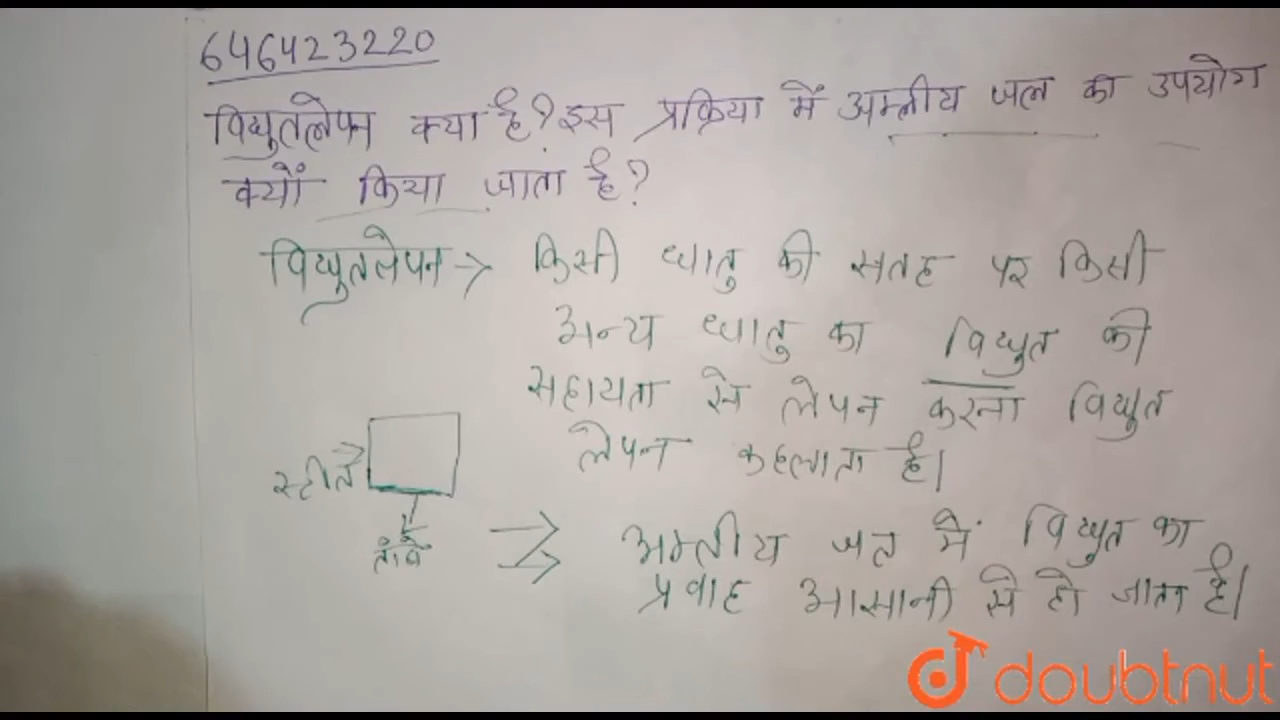 646423220
विद्युतलेपन क्या है? इस प्रक्रिया में अम्लीय जल का उपयोग
क्यों किया जाता है?
विद्युतलेपन → किसी धातु की सतह पर किसी
अन्य धातु का विद्युत की
सहायता से लेपन करना विद्युत
लेपन कहलाता है।
स्टील
तांबे
अम्लीय जल में विद्युत का
प्रवाह आसानी से हो जाता है।
doubtnut